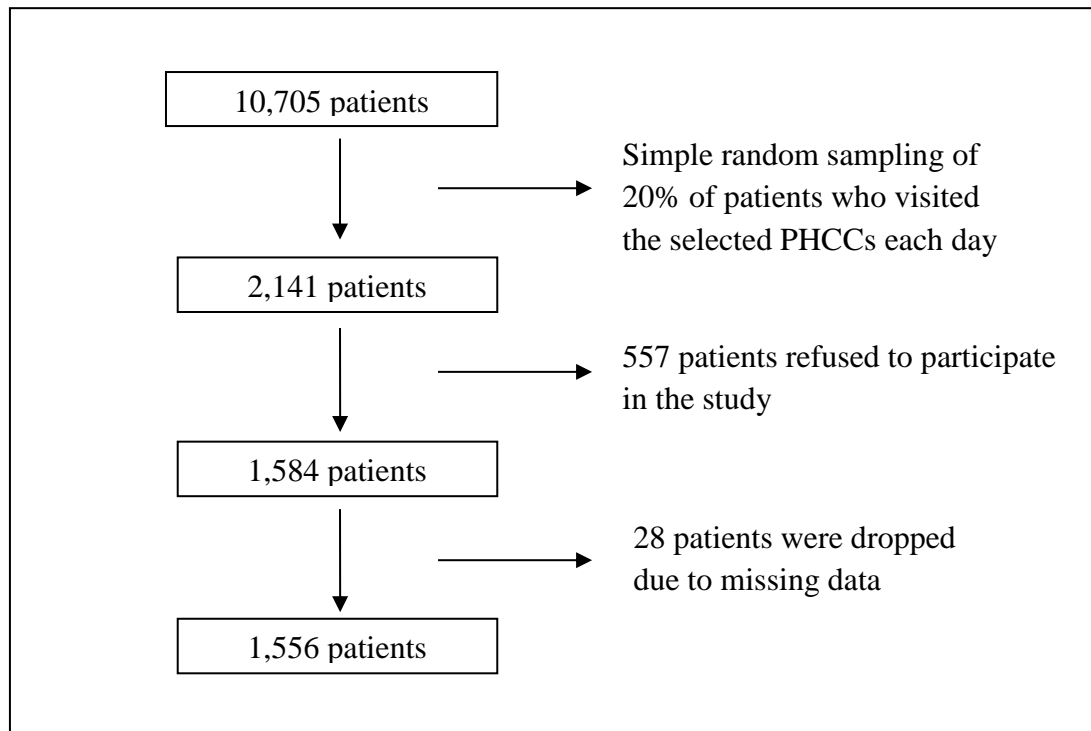 10,705 patients
Simple random sampling of
20% of patients who visited
the selected PHCCs each day
2,141 patients
557 patients refused to participate
in the study
1,584 patients
28 patients were dropped
due to missing data
1,556 patients